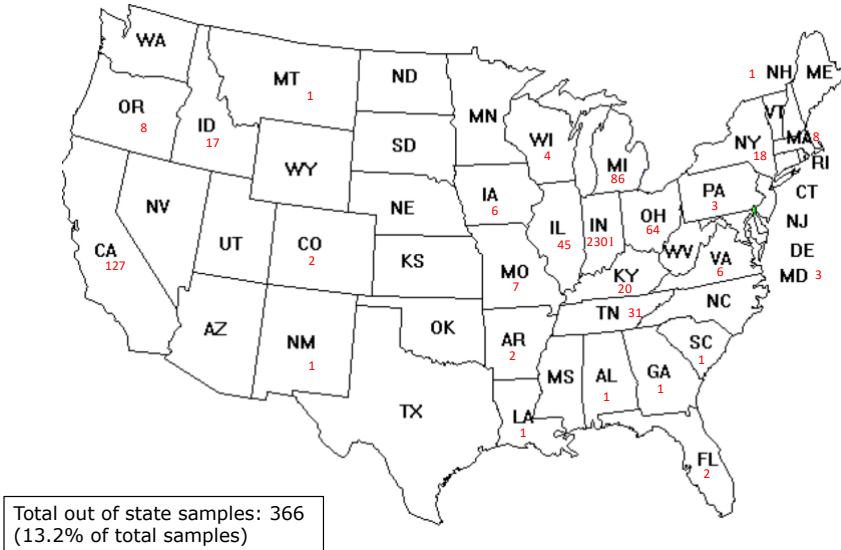 WA
MT
1
ND
MN
1 NH
ME
VT
OR
8
ID
17
SD
WI
4
MI
86
NY
18
MA8
RI
WY
IA
6
PA
3
CT
NV
NE
IL
45
IN
2301
OH
64
NJ
CA
127
UT
CO
2
KS
MO
7
WV
VA
6
DE
MD 3
KY
20
AZ
NM
1
OK
AR
2
TN 31
NC
SC
1
TX
MS
AL
1
GA
1
LA
1
FL
2
Total out of state samples: 366
(13.2% of total samples)